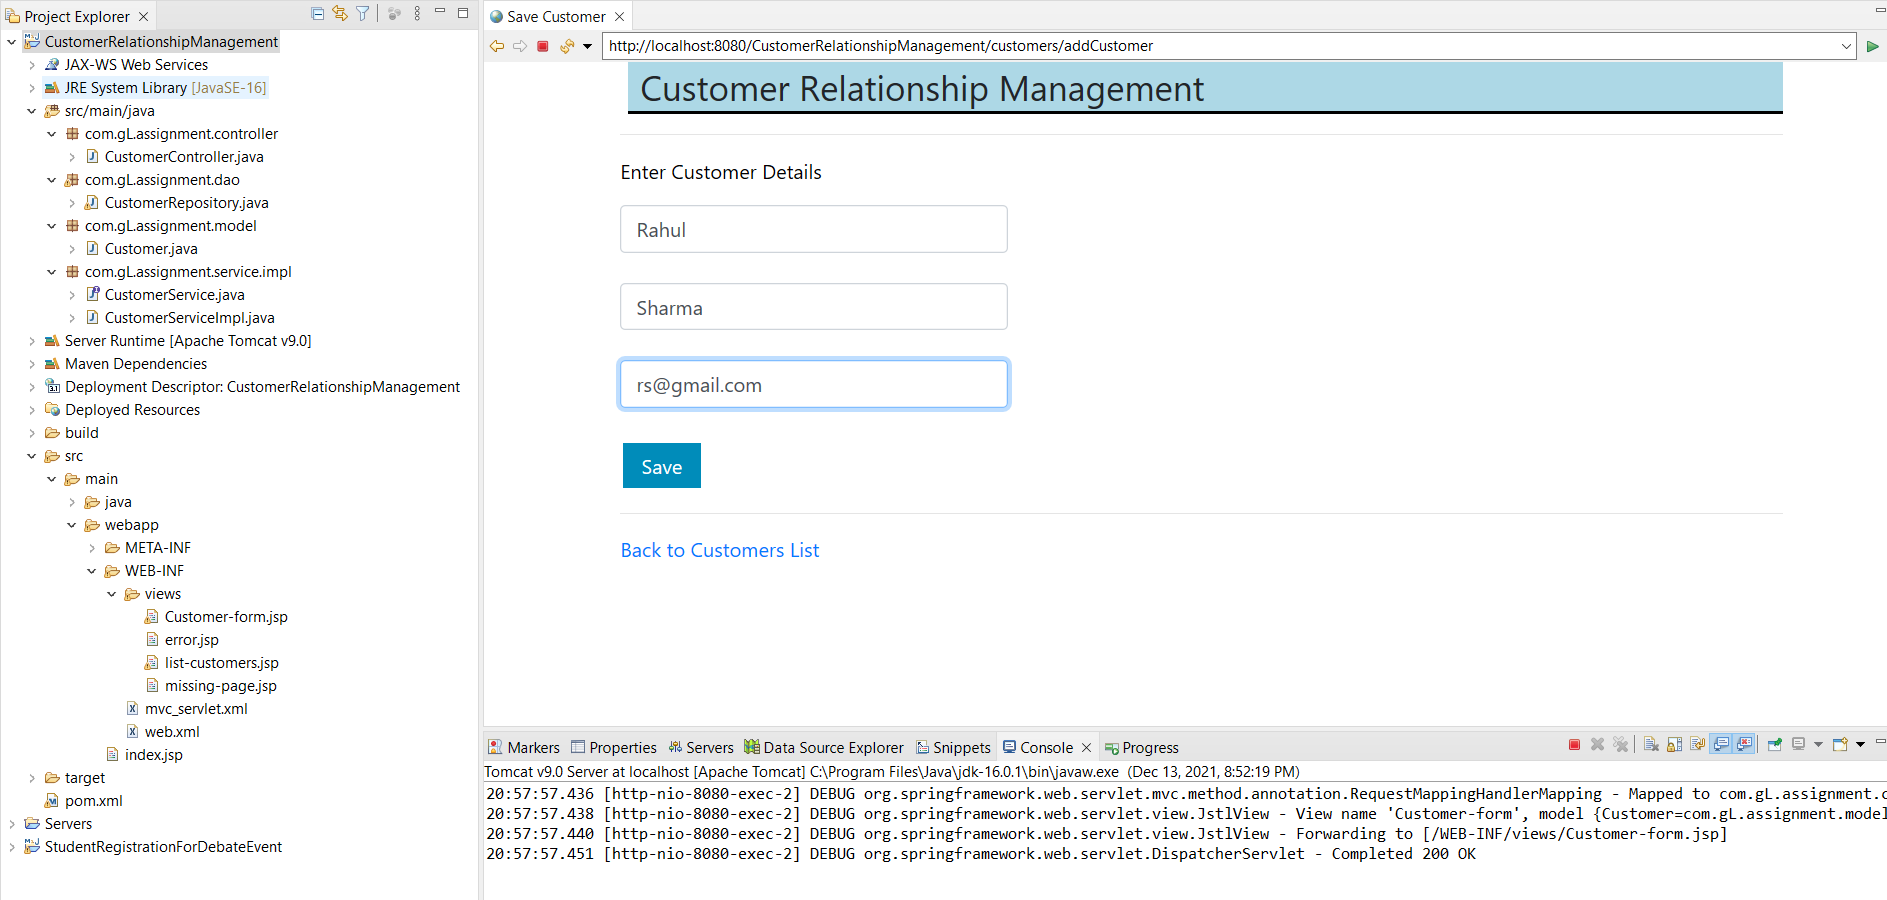 Project Explorer
CustomerRelationshipManagement
JAX-WS Web Services
JRE System Library [JavaSE-16]
src/main/java
com.gL.assignment.controller
CustomerController.java
com.gL.assignment.dao
CustomerRepository.java
com.gL.assignment.model
Customer.java
com.gL.assignment.service.impl
CustomerService.java
CustomerServiceImpl.java
Server Runtime [Apache Tomcat v9.0]
Maven Dependencies
Deployment Descriptor: CustomerRelationshipManagement
Deployed Resources
build
src
main
java
webapp
META-INF
WEB-INF
views
Customer-form.jsp
error.jsp
list-customers.jsp
missing-page.jsp
mvc_servlet.xml
web.xml
index.jsp
target
pom.xml
Servers
StudentRegistrationForDebateEvent
Save Customer
http://localhost:8080/CustomerRelationshipManagement/customers/addCustomer
Customer Relationship Management
Enter Customer Details
Rahul
Sharma
rs@gmail.com
Save
Back to Customers List
Markers Properties Servers Data Source Explorer Snippets Console Progress
Tomcat v9.0 Server at localhost [Apache Tomcat] C:\Program Files\Java\jdk-16.0.1\bin\javaw.exe (Dec 13, 2021, 8:52:19 PM)
20:57:57.436 [http-nio-8080-exec-2] DEBUG org.springframework.web.servlet.mvc.method.annotation.RequestMappingHandlerMapping - Mapped to com.gL.assignment.c
20:57:57.438 [http-nio-8080-exec-2] DEBUG org.springframework.web.servlet.view.JstlView - View name 'Customer-form', model {Customer=com.gL.assignment.model
20:57:57.440 [http-nio-8080-exec-2] DEBUG org.springframework.web.servlet.view.JstlView - Forwarding to [/WEB-INF/views/Customer-form.jsp]
20:57:57.451 [http-nio-8080-exec-2] DEBUG org.springframework.web.servlet.DispatcherServlet - Completed 200 OK